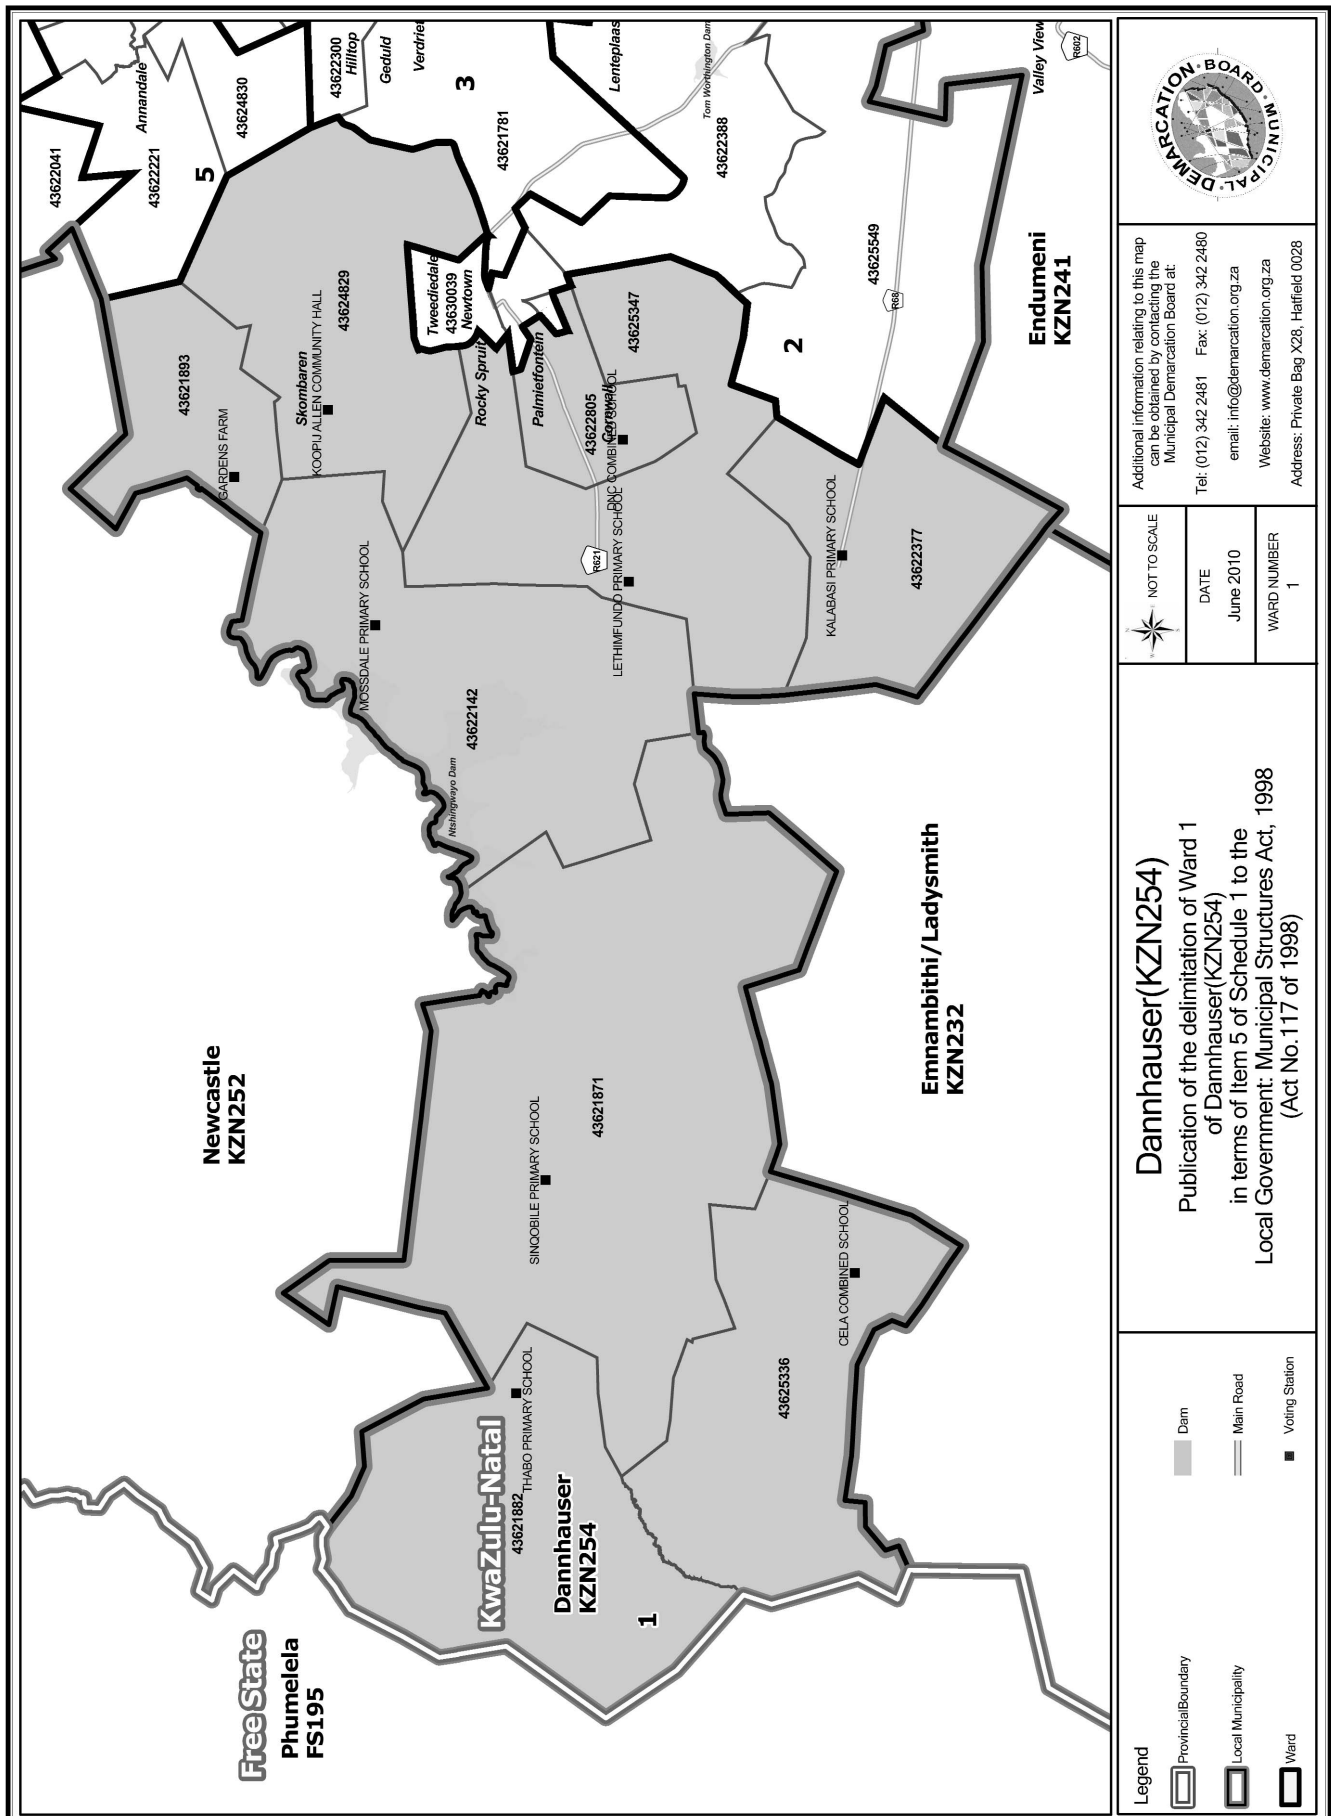 Free State
Phumelela
FS195
Newcastle
KZN252
KwaZulu-Natal
43621882
THABO PRIMARY SCHOOL
Dannhauser
KZN254
1
43625336
CELA COMBINED SCHOOL
SINQOBILE PRIMARY SCHOOL
43621871
Emnambithi/Ladysmith
KZN232
Ntshingwayo Dam
43622142
MOSSDALE PRIMARY SCHOOL
GARDENS FARM
43621893
Skombaren
KOOPIJ ALLEN COMMUNITY HALL
43624829
LETHIMFUNDO PRIMARY SCHOOL
R621
DNC COMBINED SCHOOL
43622805
Cornwall
Palmietfontein
Rocky Spruit
Tweediedale
43630039
Newtown
43625347
KALABASI PRIMARY SCHOOL
43622377
2
43625549
R68
Endumeni
KZN241
43622041
43622221
Annandale
5
43624830
43622300
Hilltop
Geduld
Verdriet
3
43621781
Lenteplaas
Tom Worthington Dam
43622388
Valley View
R602
Legend
ProvincialBoundary
Local Municipality
Ward
Dam
Main Road
Voting Station
Dannhauser(KZN254)
Publication of the delimitation of Ward 1
of Dannhauser(KZN254)
in terms of Item 5 of Schedule 1 to the
Local Government: Municipal Structures Act, 1998
(Act No.117 of 1998)
NOT TO SCALE
DATE
June 2010
WARD NUMBER
1
Additional information relating to this map
can be obtained by contacting the
Municipal Demarcation Board at:
Tel: (012) 342 2481 Fax: (012) 342 2480
email: info@demarcation.org.za
Website: www.demarcation.org.za
Address: Private Bag X28, Hatfield 0028
MUNICIPAL DEMARCATION BOARD